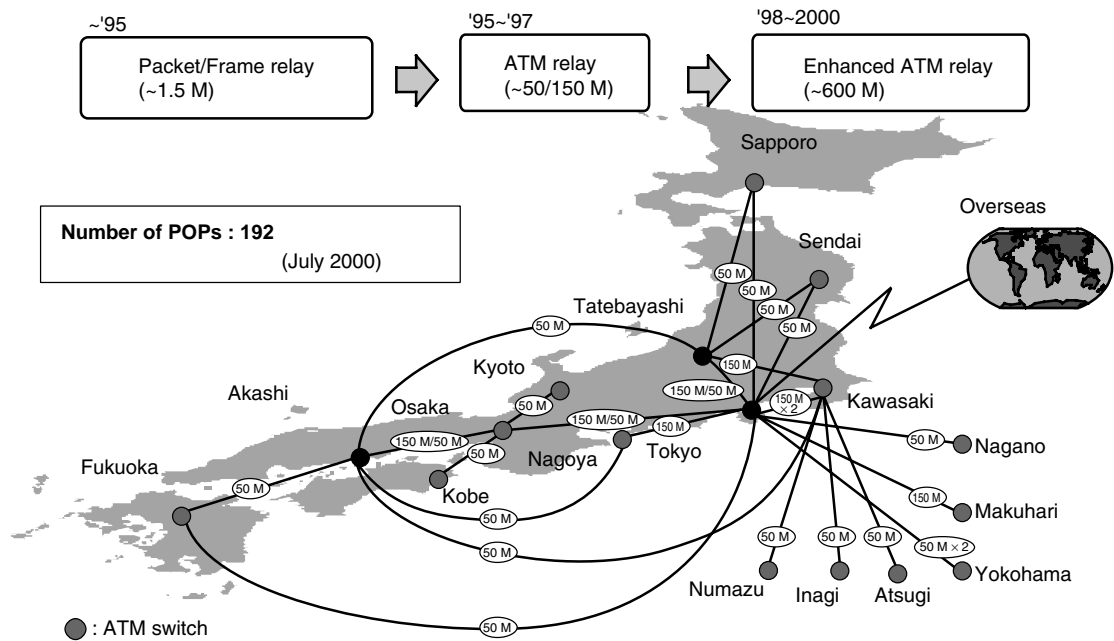 ~'95
'95~'97
'98~2000
Packet/Frame relay
(~1.5 M)
ATM relay
(~50/150 M)
Enhanced ATM relay
(~600 M)
Sapporo
Number of POPs : 192
(July 2000)
Overseas
Sendai
50 M
50 M
Tatebayashi
50 M
50 M
50 M
Kyoto
150 M
Akashi
150 M/50 M
150 M
× 2
Kawasaki
Osaka
50 M
150 M/50 M
150 M
150 M/50 M
50 M
Nagoya
Tokyo
50 M
Nagano
Fukuoka
50 M
Kobe
150 M
Makuhari
50 M
50 M
50 M
50 M
50 M
50 M × 2
Numazu
Inagi
Atsugi
Yokohama
50 M
: ATM switch